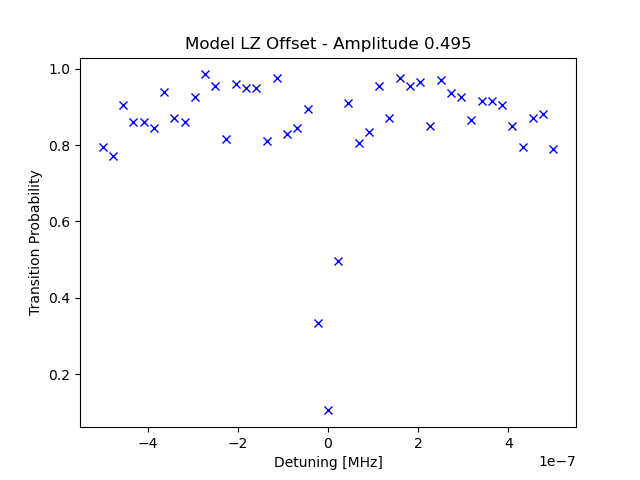 Model LZ Offset - Amplitude 0.495
Transition Probability
1.0
0.8
0.6
0.4
0.2
−4
−2
0
2
4
1e−7
Detuning [MHz]